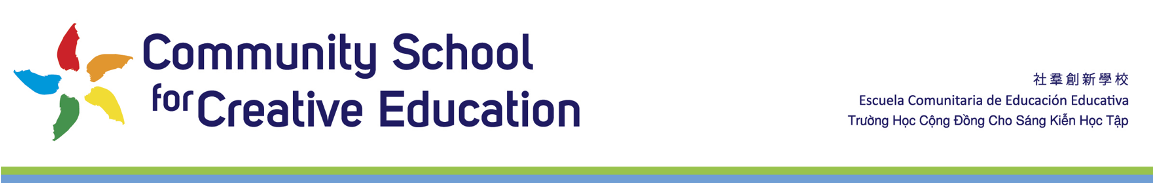 Community School
for Creative Education
社羣創新學校
Escuela Comunitaria de Educación Educativa
Trường Học Cộng Đồng Cho Sáng Kiễn Học Tập